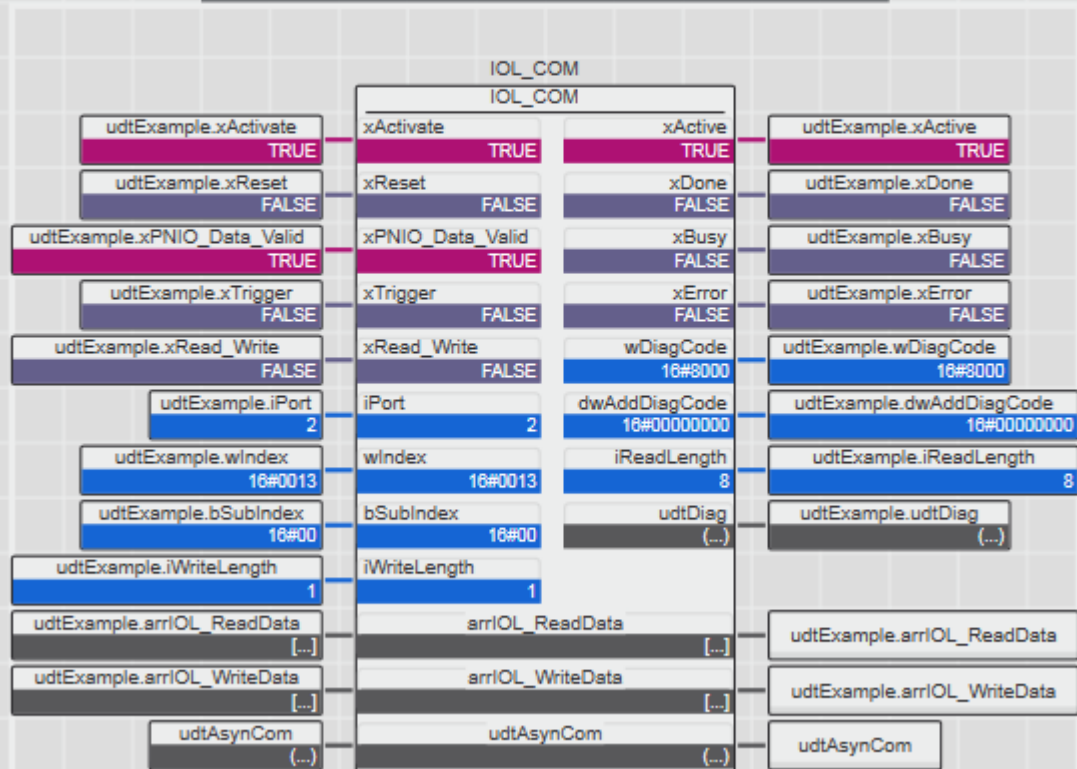 IOL_COM
IOL_COM
udtExample.xActivate
TRUE
xActivate
TRUE
xActive
TRUE
udtExample.xActive
TRUE
udtExample.xReset
FALSE
xReset
FALSE
xDone
FALSE
udtExample.xDone
FALSE
udtExample.xPNIO_Data_Valid
TRUE
xPNIO_Data_Valid
TRUE
xBusy
FALSE
udtExample.xBusy
FALSE
udtExample.xTrigger
FALSE
xTrigger
FALSE
xError
FALSE
udtExample.xError
FALSE
udtExample.xRead_Write
FALSE
xRead_Write
FALSE
wDiagCode
16#8000
udtExample.wDiagCode
16#8000
udtExample.iPort
2
iPort
2
dwAddDiagCode
16#00000000
udtExample.dwAddDiagCode
16#00000000
udtExample.wIndex
16#0013
wIndex
16#0013
iReadLength
8
udtExample.iReadLength
8
udtExample.bSubIndex
16#00
bSubIndex
16#00
udtDiag
(...)
udtExample.udtDiag
(...)
udtExample.iWriteLength
1
iWriteLength
1
udtExample.arrIOL_ReadData
[...]
arrIOL_ReadData
[...]
udtExample.arrIOL_ReadData
udtExample.arrIOL_WriteData
[...]
arrIOL_WriteData
[...]
udtExample.arrIOL_WriteData
udtAsynCom
(...)
udtAsynCom
(...)
udtAsynCom